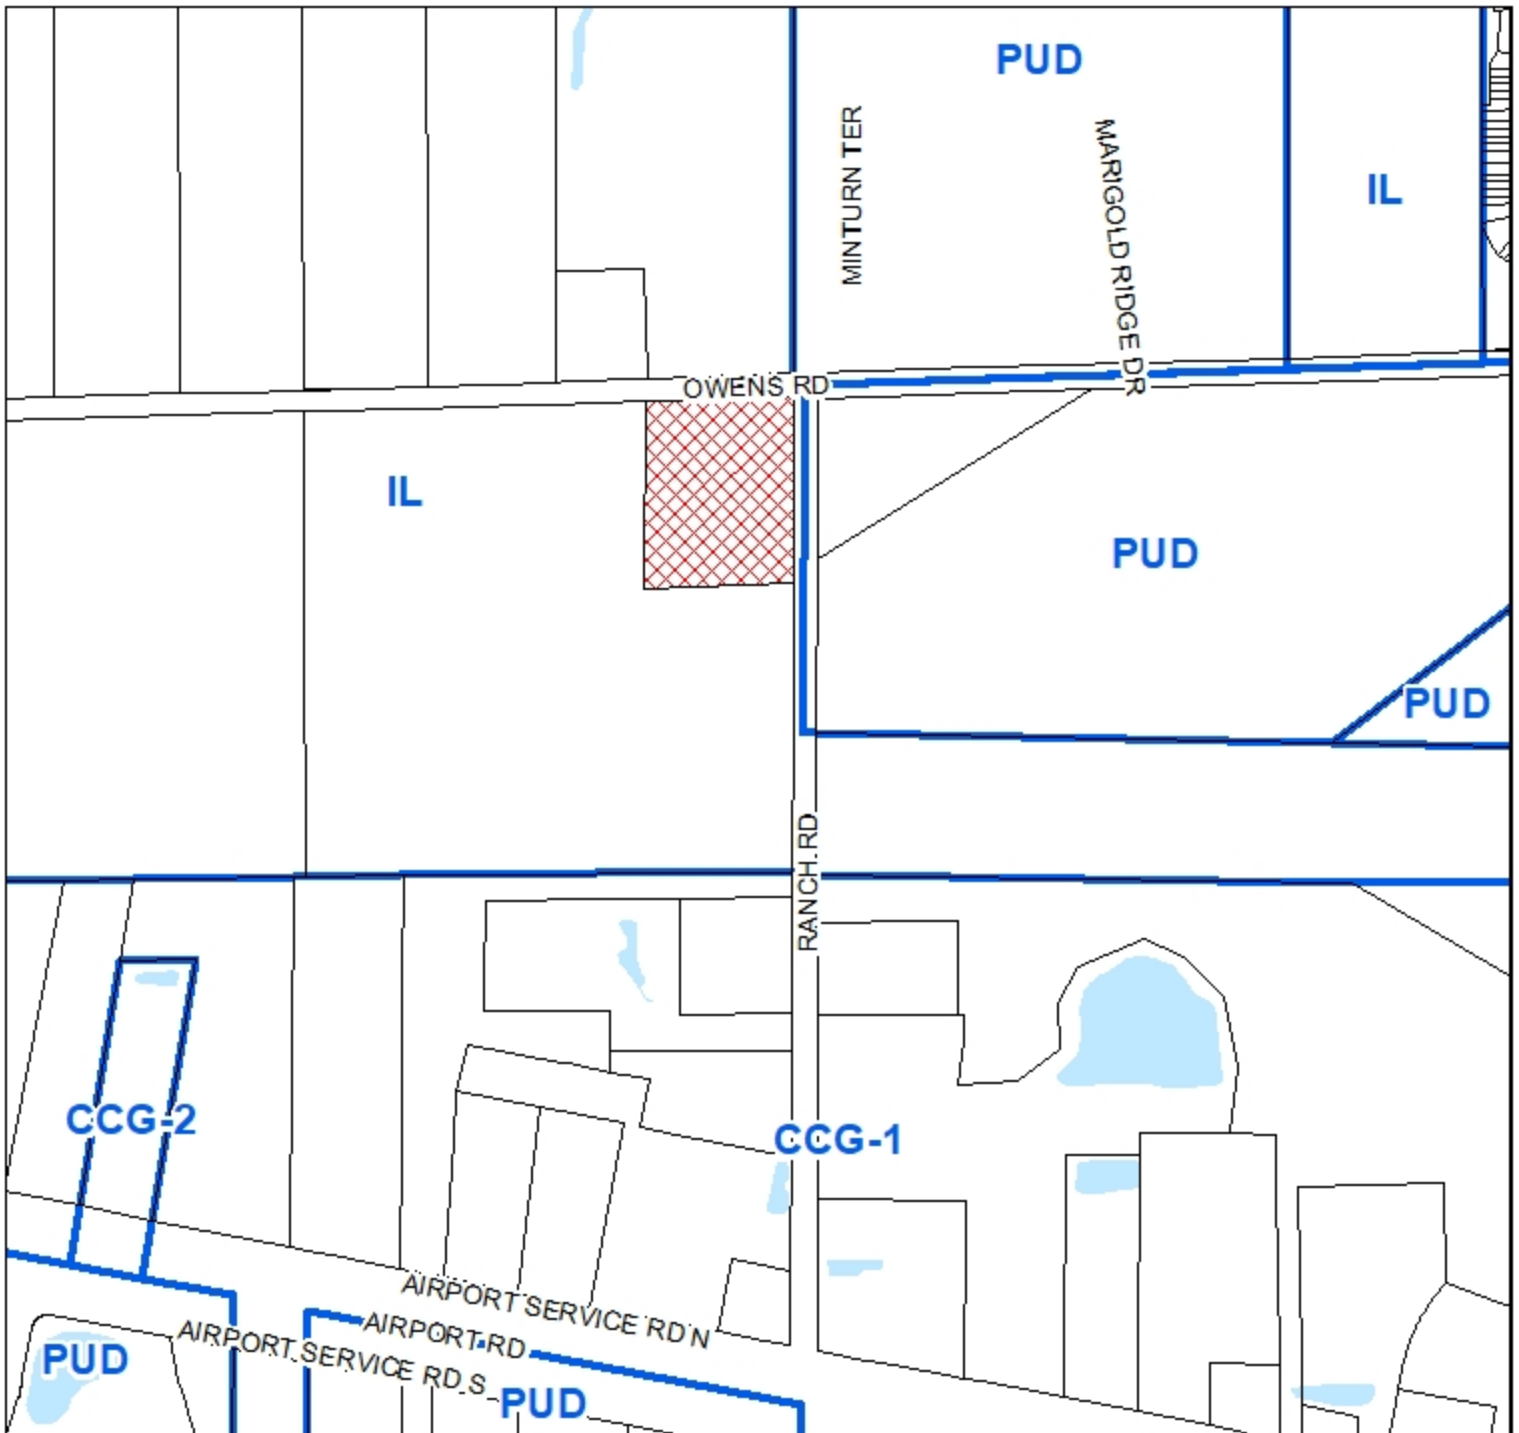 PUD
MINTURN TER
MARIGOLD RIDGE DR
IL
OWENS RD
IL
PUD
PUD
RANCH RD
CCG-2
CCG-1
AIRPORT SERVICE RD N
AIRPORT RD
AIRPORT SERVICE RD S
PUD
PUD